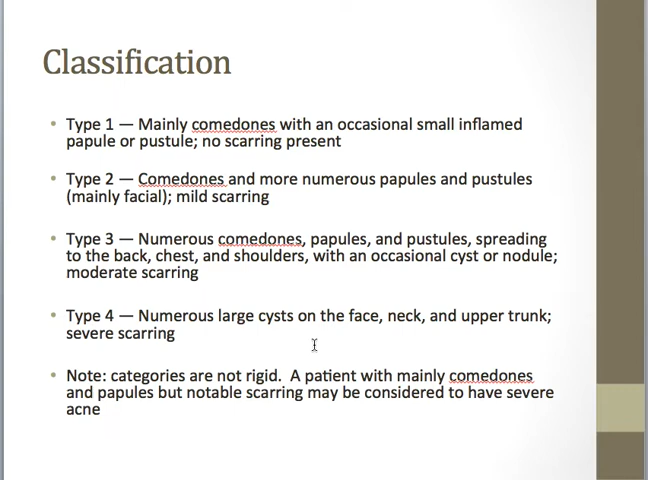 Classification
• Type 1 — Mainly comedones with an occasional small inflamed
papule or pustule; no scarring present
• Type 2 — Comedones and more numerous papules and pustules
(mainly facial); mild scarring
• Type 3 — Numerous comedones, papules, and pustules, spreading
to the back, chest, and shoulders, with an occasional cyst or nodule;
moderate scarring
• Type 4 — Numerous large cysts on the face, neck, and upper trunk;
severe scarring
• Note: categories are not rigid.  A patient with mainly comedones
and papules but notable scarring may be considered to have severe
acne